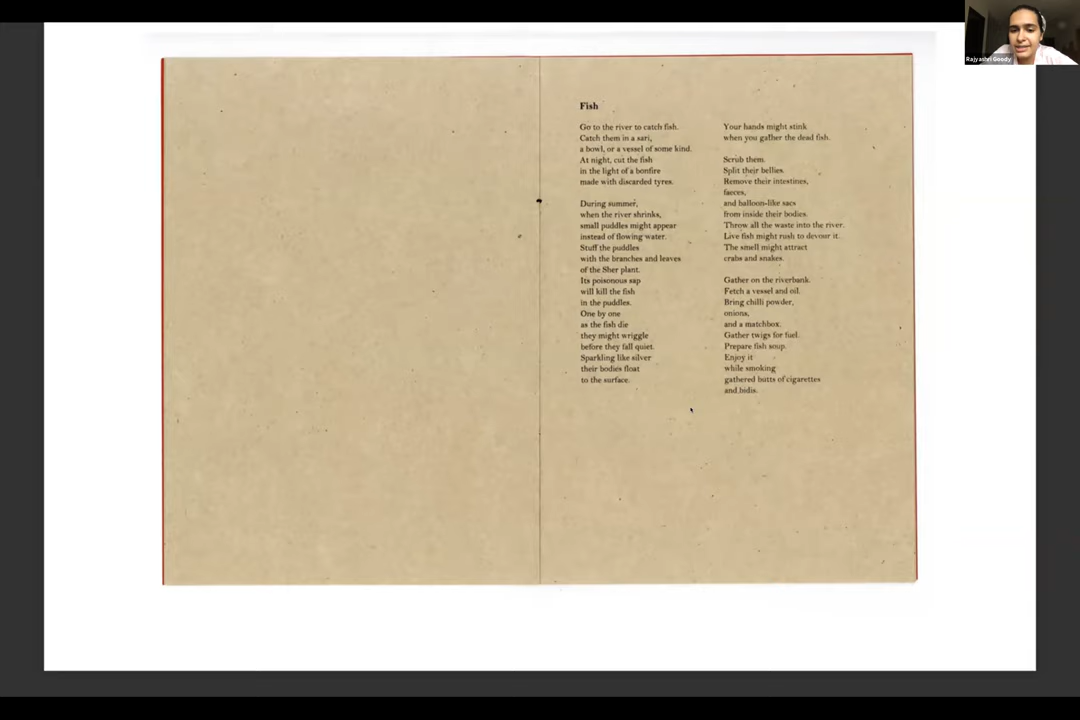 Rajyashri Goody
Fish
Go to the river to catch fish.
Catch them in a sari,
a bowl, or a vessel of some kind.
At night, cut the fish
in the light of a bonfire
made with discarded tyres.
During summer,
when the river shrinks,
small puddles might appear
instead of flowing water.
Stuff the puddles
with the branches and leaves
of the Sher plant.
Its poisonous sap
will kill the fish
in the puddles.
One by one
as the fish die
they might wriggle
before they fall quiet.
Sparkling like silver
their bodies float
to the surface.
Your hands might stink
when you gather the dead fish.
Scrub them.
Split their bellies.
Remove their intestines,
faeces,
and balloon-like sacs
from inside their bodies.
Throw all the waste into the river.
Live fish might rush to devour it.
The smell might attract
crabs and snakes.
Gather on the riverbank.
Fetch a vessel and oil.
Bring chilli powder,
onions,
and a matchbox.
Gather twigs for fuel.
Prepare fish soup.
Enjoy it
while smoking
gathered butts of cigarettes
and bidis.